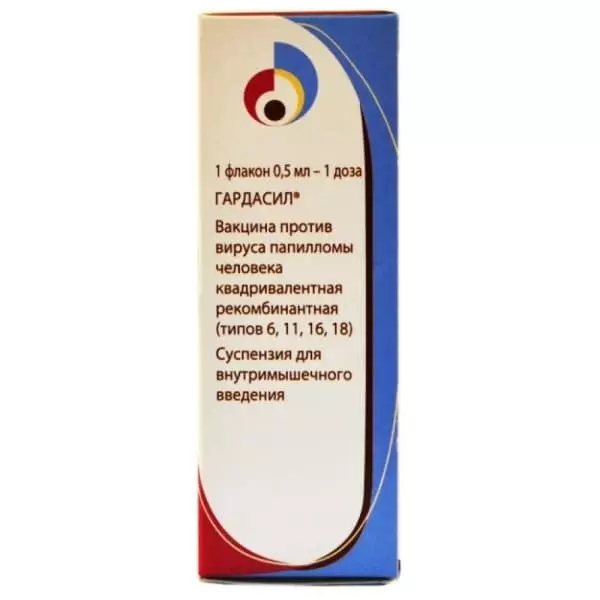 1 флакон 0,5 мл – 1 доза
ГАРДАСИЛ®
Вакцина против
вируса папилломы
человека
квадривалентная
рекомбинантная
(типов 6, 11, 16, 18)
Суспензия для
внутримышечного
введения